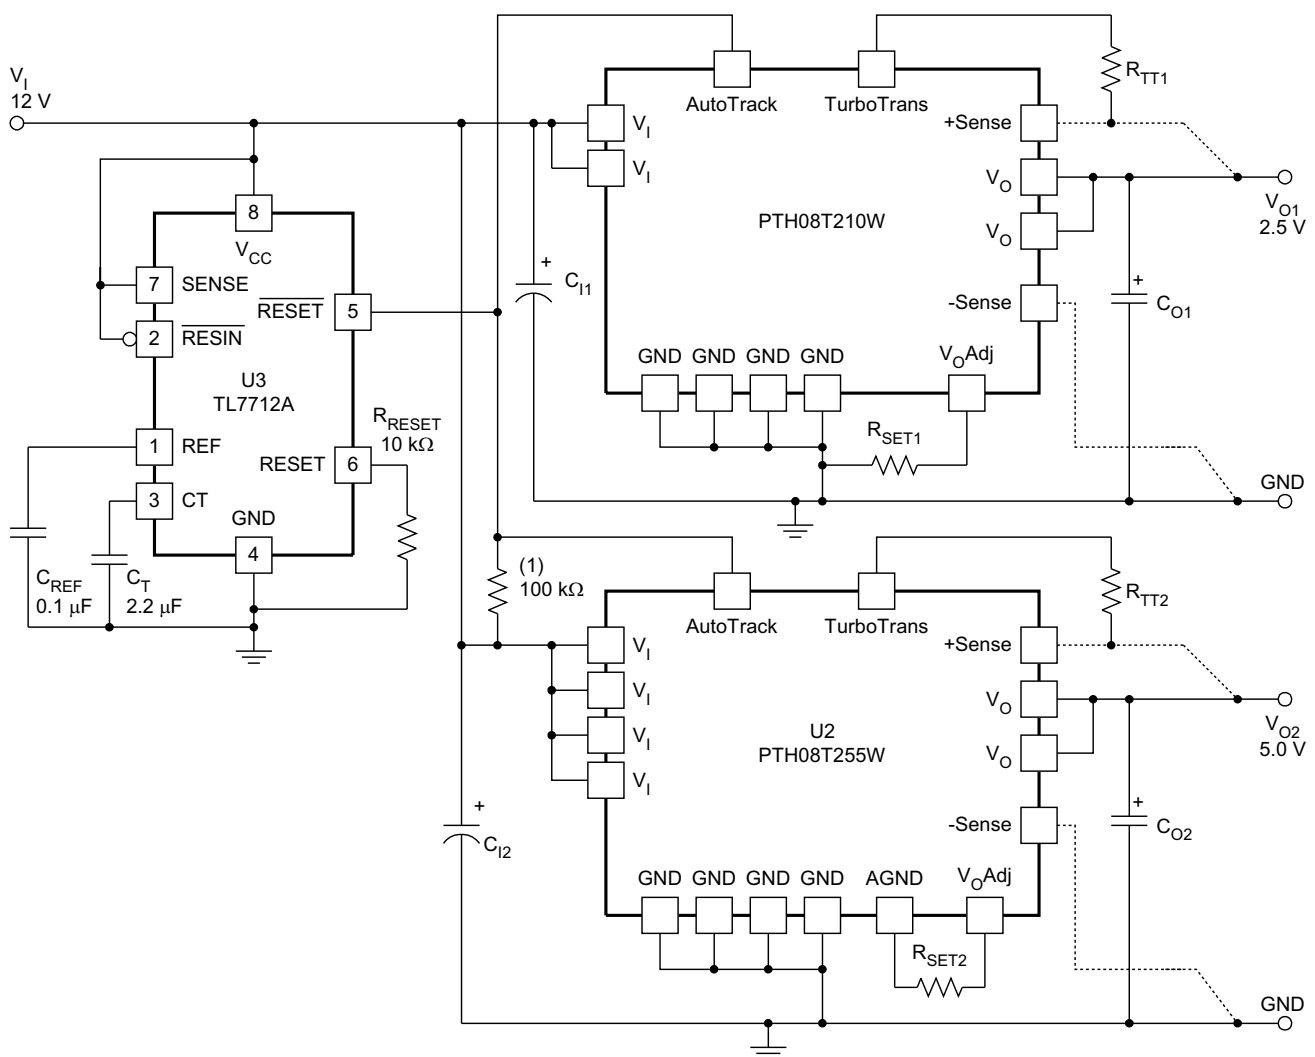 V_I
12 V
AutoTrack
TurboTrans
R_TT1
V_I
V_I
+Sense
V_O
V_O
V_O1
2.5 V
PTH08T210W
8
V_CC
7 SENSE
2 RESIN
RESET 5
+
C_I1
-Sense
+
C_O1
U3
TL7712A
GND GND GND GND
V_OAdj
R_RESET
10 kΩ
R_SET1
1 REF
RESET 6
3 CT
GND
4
GND
C_REF
0.1 μF
C_T
2.2 μF
(1)
100 kΩ
AutoTrack
TurboTrans
R_TT2
V_I
V_I
V_I
V_I
+Sense
V_O
V_O
V_O2
5.0 V
U2
PTH08T255W
+
C_I2
-Sense
+
C_O2
GND GND GND GND AGND V_OAdj
R_SET2
GND